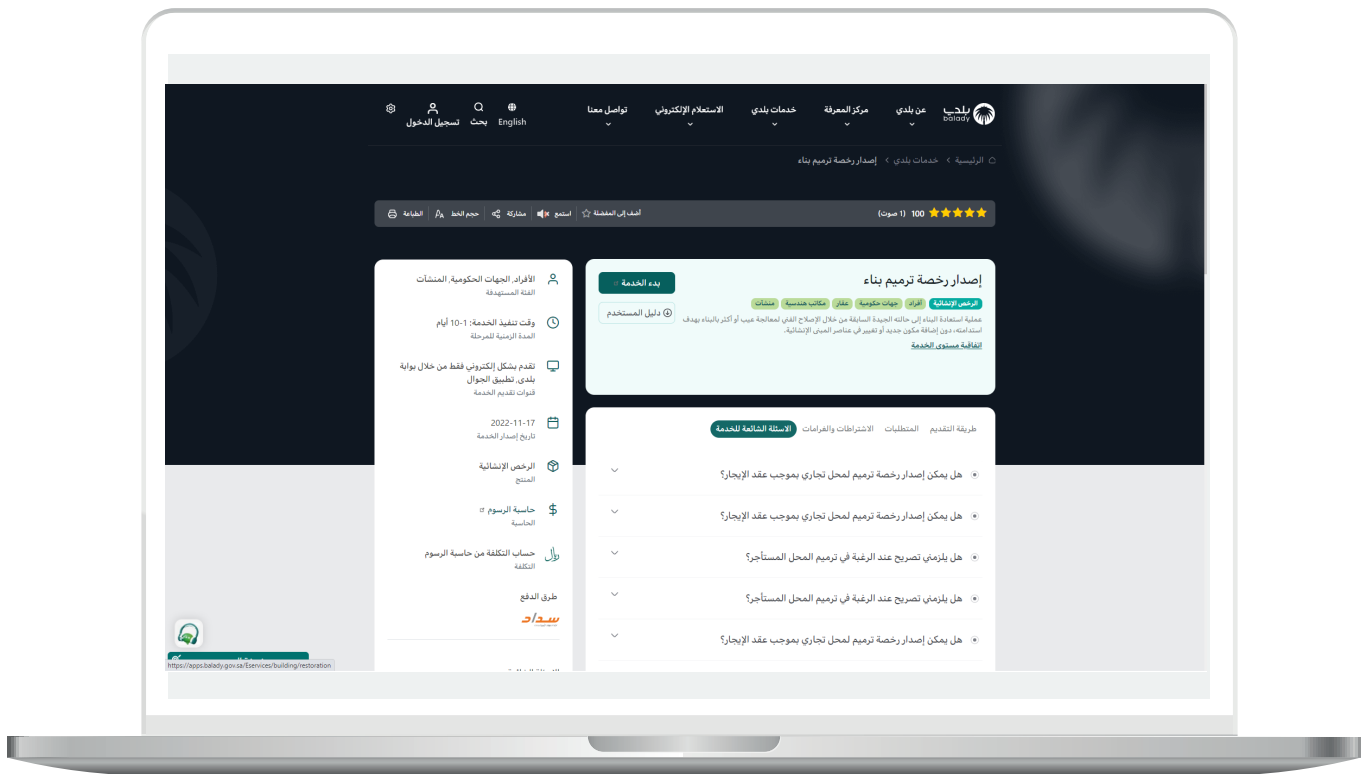 بلدي
balady
عن بلدي
مركز المعرفة
خدمات بلدي
الاستعلام الإلكتروني
تواصل معنا
English
بحث
تسجيل الدخول
الرئيسية > خدمات بلدي > إصدار رخصة ترميم بناء
100 (1 صوت)
أضف إلى المفضلة
استمع
مشاركة
حجم الخط
الطباعة
إصدار رخصة ترميم بناء
بدء الخدمة
الرخص الإنشائية أفراد جهات حكومية عقار مكاتب هندسية منشآت
دليل المستخدم
عملية استعادة البناء إلى حالته الجيدة السابقة من خلال الإصلاح الفني لمعالجة عيب أو أكثر بالبناء بهدف
استدامته، دون إضافة مكون جديد أو تغيير في عناصر المبنى الإنشائية.
اتفاقية مستوى الخدمة
طريقة التقديم المتطلبات الاشتراطات والغرامات الاسئلة الشائعة للخدمة
هل يمكن إصدار رخصة ترميم لمحل تجاري بموجب عقد الإيجار؟
هل يمكن إصدار رخصة ترميم لمحل تجاري بموجب عقد الإيجار؟
هل يلزمني تصريح عند الرغبة في ترميم المحل المستأجر؟
هل يلزمني تصريح عند الرغبة في ترميم المحل المستأجر؟
هل يمكن إصدار رخصة ترميم لمحل تجاري بموجب عقد الإيجار؟
الأفراد, الجهات الحكومية, المنشآت
الفئة المستهدفة
وقت تنفيذ الخدمة: 1-10 أيام
المدة الزمنية للمرحلة
تقدم بشكل إلكتروني فقط من خلال بوابة
بلدي, تطبيق الجوال
قنوات تقديم الخدمة
2022-11-17
تاريخ إصدار الخدمة
الرخص الإنشائية
المنتج
حاسبة الرسوم
الحاسبة
حساب التكلفة من حاسبة الرسوم
التكلفة
طرق الدفع
سداد
https://apps.balady.gov.sa/Eservices/building/restoration